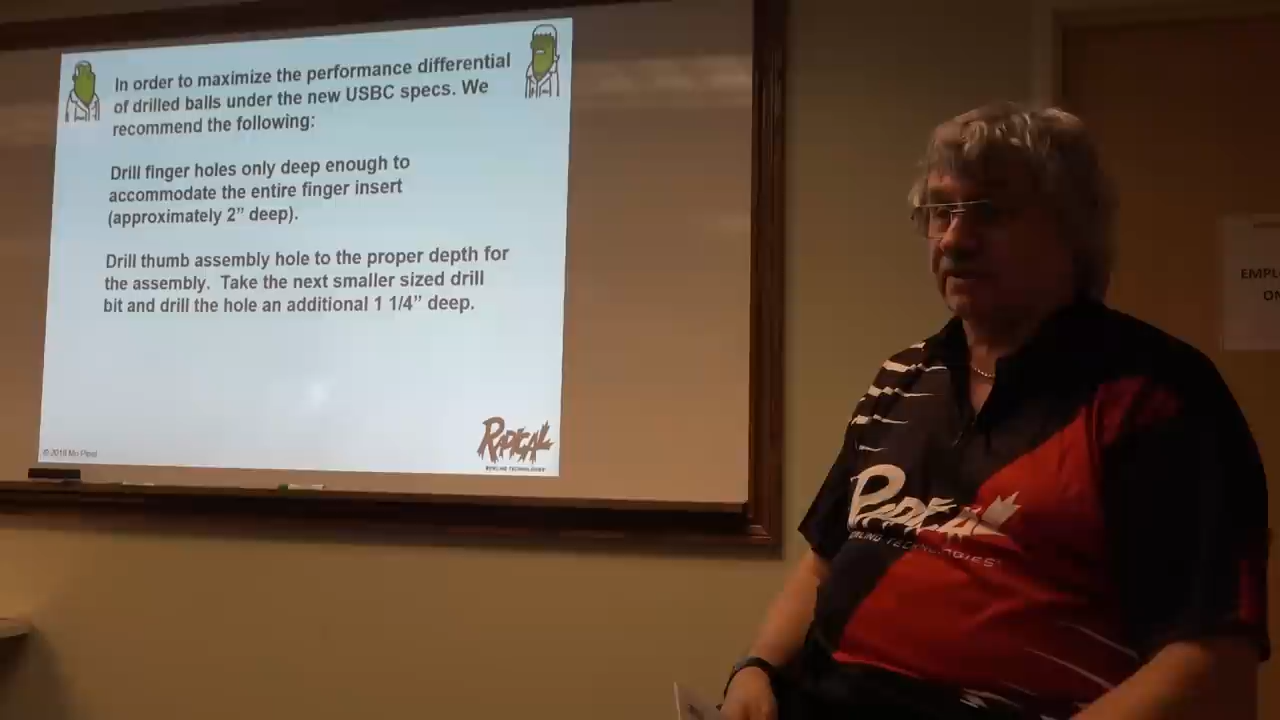 In order to maximize the performance differential
of drilled balls under the new USBC specs. We
recommend the following:
Drill finger holes only deep enough to
accommodate the entire finger insert
(approximately 2” deep).
Drill thumb assembly hole to the proper depth for
the assembly. Take the next smaller sized drill
bit and drill the hole an additional 1 1/4” deep.
RADICAL
BOWLING TECHNOLOGIES
RADICAL
BOWLING TECHNOLOGIES